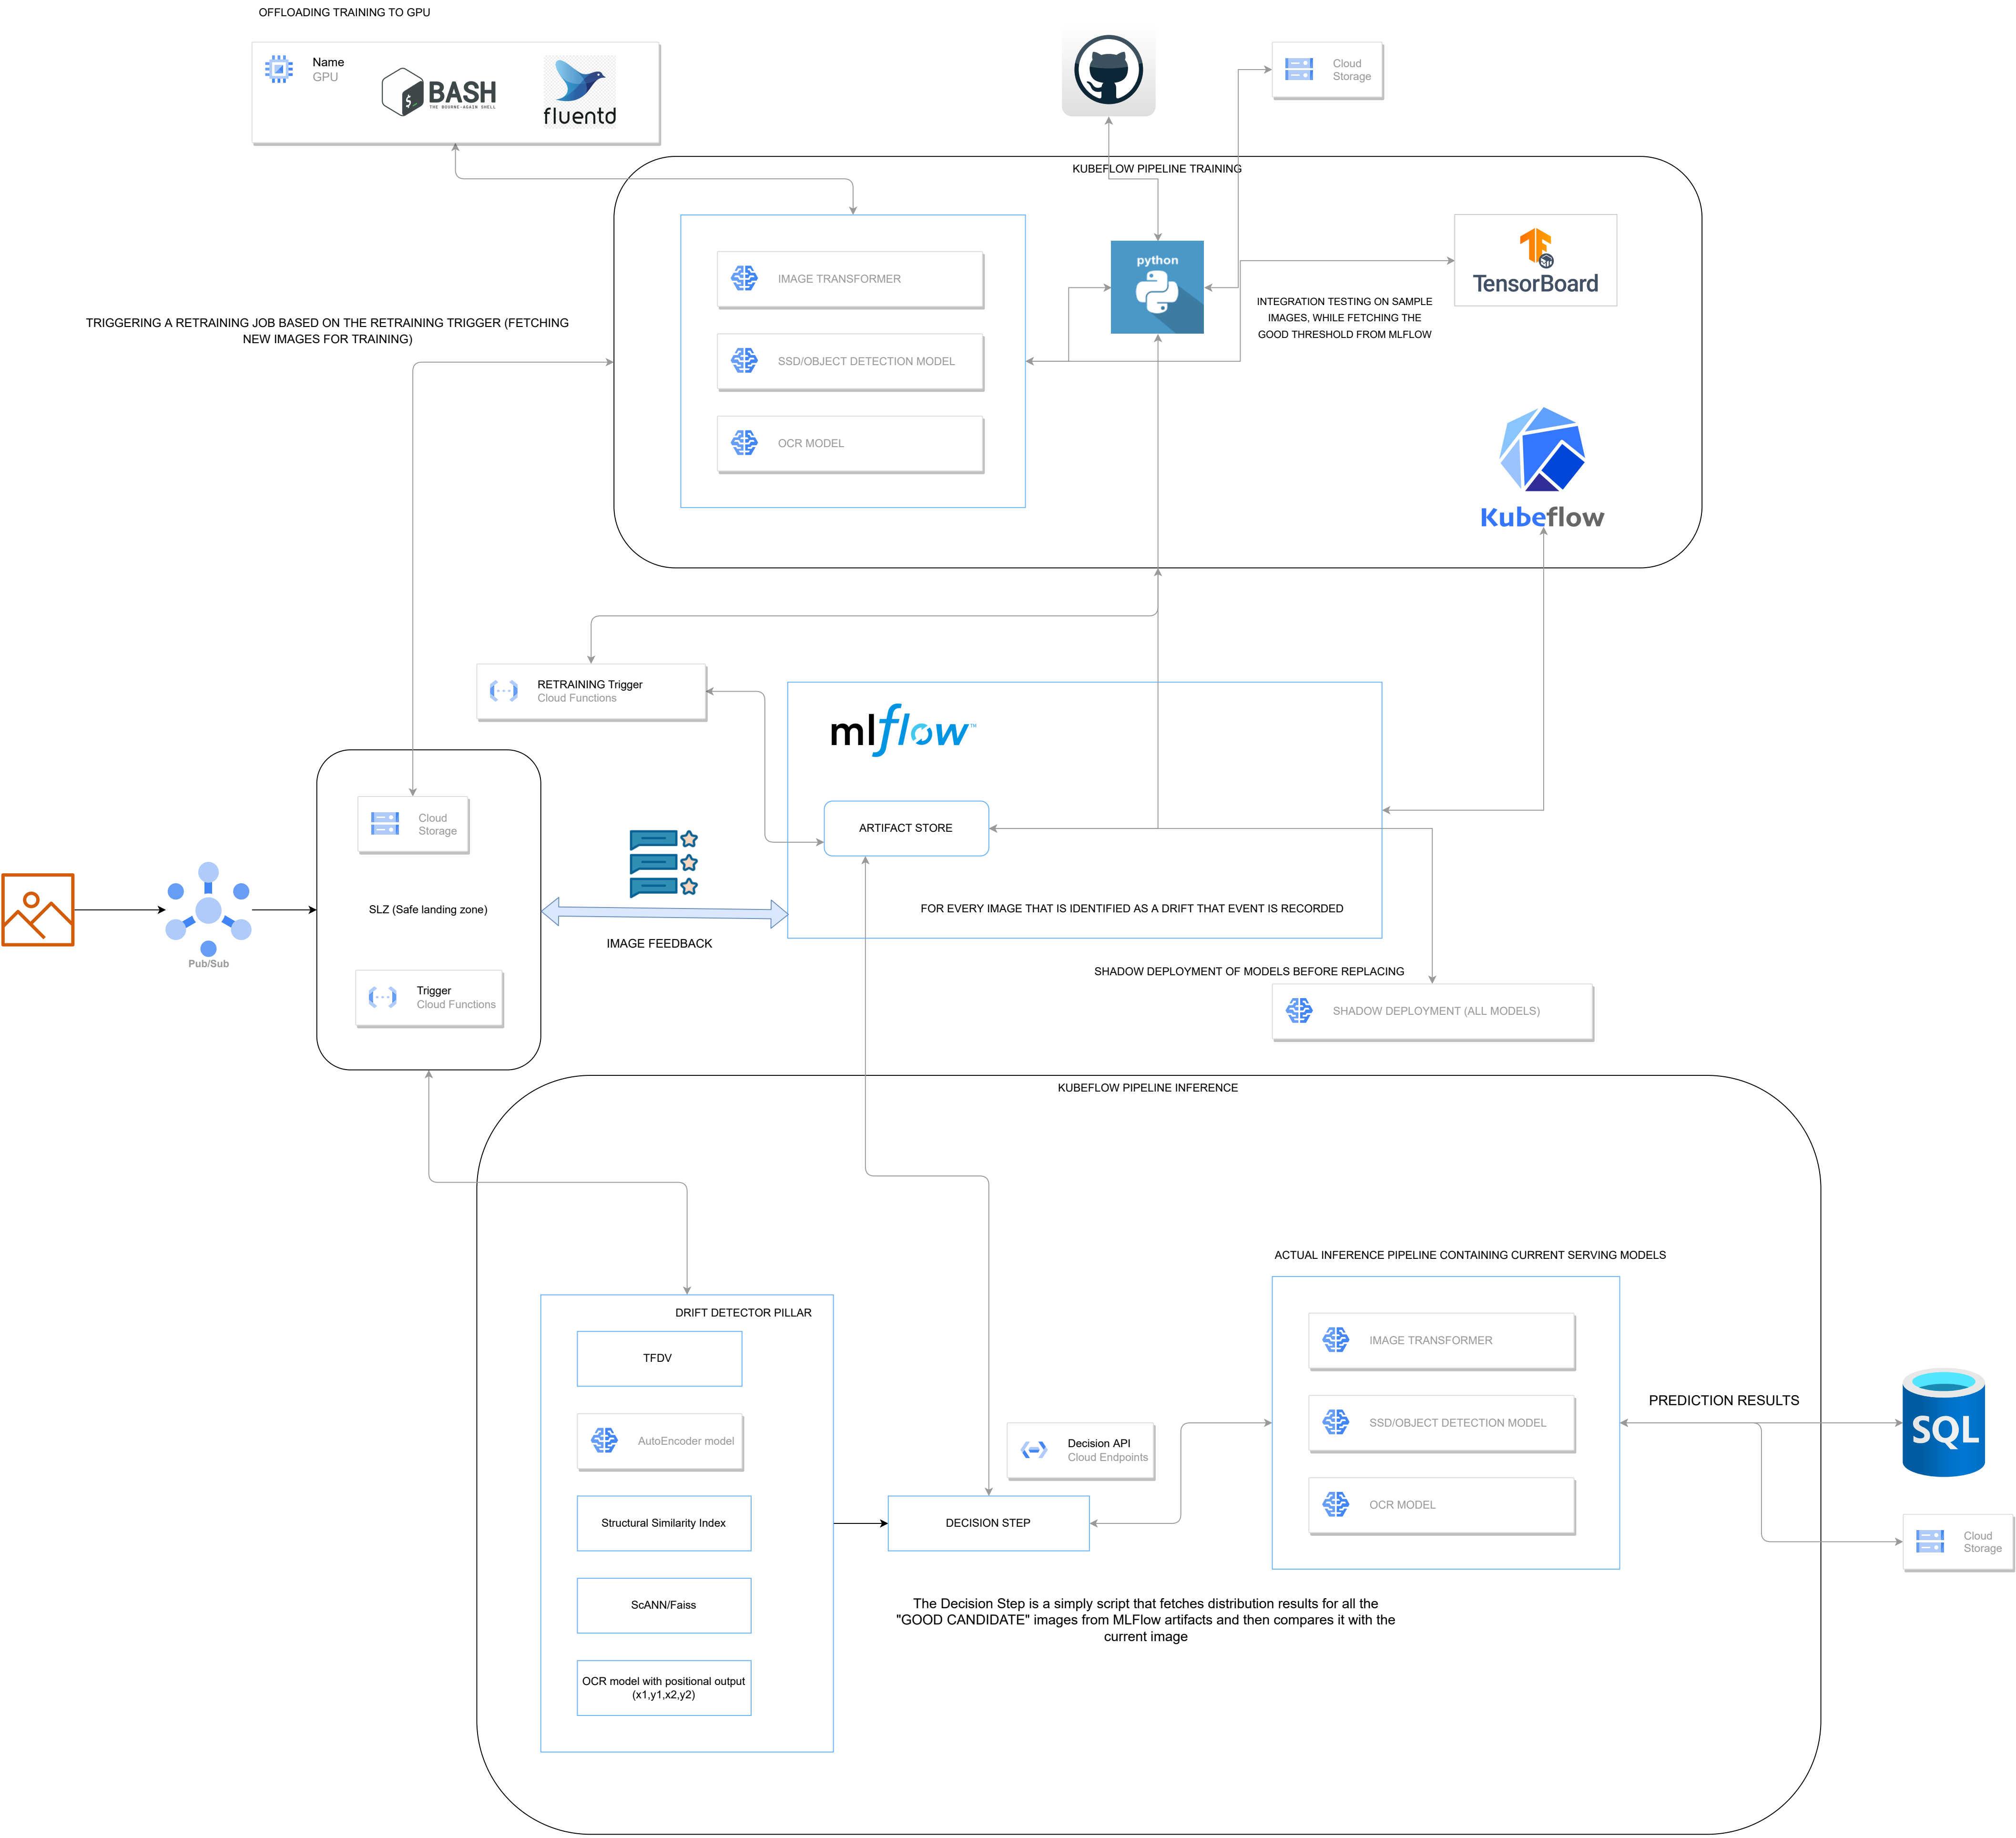 OFFLOADING TRAINING TO GPU
Name
GPU
$_
BASH
THE BOURNE-AGAIN SHELL
fluentd
Cloud
Storage
KUBEFLOW PIPELINE TRAINING
IMAGE TRANSFORMER
SSD/OBJECT DETECTION MODEL
OCR MODEL
python
TensorBoard
INTEGRATION TESTING ON SAMPLE
IMAGES, WHILE FETCHING THE
GOOD THRESHOLD FROM MLFLOW
Kubeflow
TRIGGERING A RETRAINING JOB BASED ON THE RETRAINING TRIGGER (FETCHING
NEW IMAGES FOR TRAINING)
RETRAINING Trigger
Cloud Functions
mlflow™
ARTIFACT STORE
FOR EVERY IMAGE THAT IS IDENTIFIED AS A DRIFT THAT EVENT IS RECORDED
Cloud
Storage
SLZ (Safe landing zone)
Trigger
Cloud Functions
Pub/Sub
IMAGE FEEDBACK
SHADOW DEPLOYMENT OF MODELS BEFORE REPLACING
SHADOW DEPLOYMENT (ALL MODELS)
KUBEFLOW PIPELINE INFERENCE
DRIFT DETECTOR PILLAR
TFDV
AutoEncoder model
Structural Similarity Index
ScANN/Faiss
OCR model with positional output
(x1,y1,x2,y2)
DECISION STEP
Decision API
Cloud Endpoints
The Decision Step is a simply script that fetches distribution results for all the
"GOOD CANDIDATE" images from MLFlow artifacts and then compares it with the
current image
ACTUAL INFERENCE PIPELINE CONTAINING CURRENT SERVING MODELS
IMAGE TRANSFORMER
SSD/OBJECT DETECTION MODEL
OCR MODEL
PREDICTION RESULTS
SQL
Cloud
Storage